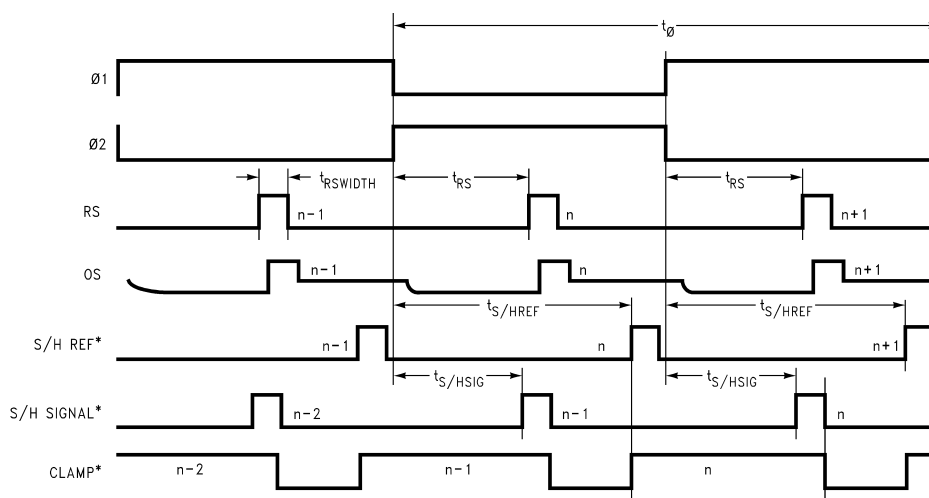 tø
Ø1
Ø2
tRSWIDTH
tRS
tRS
RS
n-1
n
n+1
OS
n-1
n
n+1
tS/HREF
tS/HREF
S/H REF*
n-1
n
n+1
tS/HSIG
tS/HSIG
S/H SIGNAL*
n-2
n-1
n
CLAMP*
n-2
n-1
n